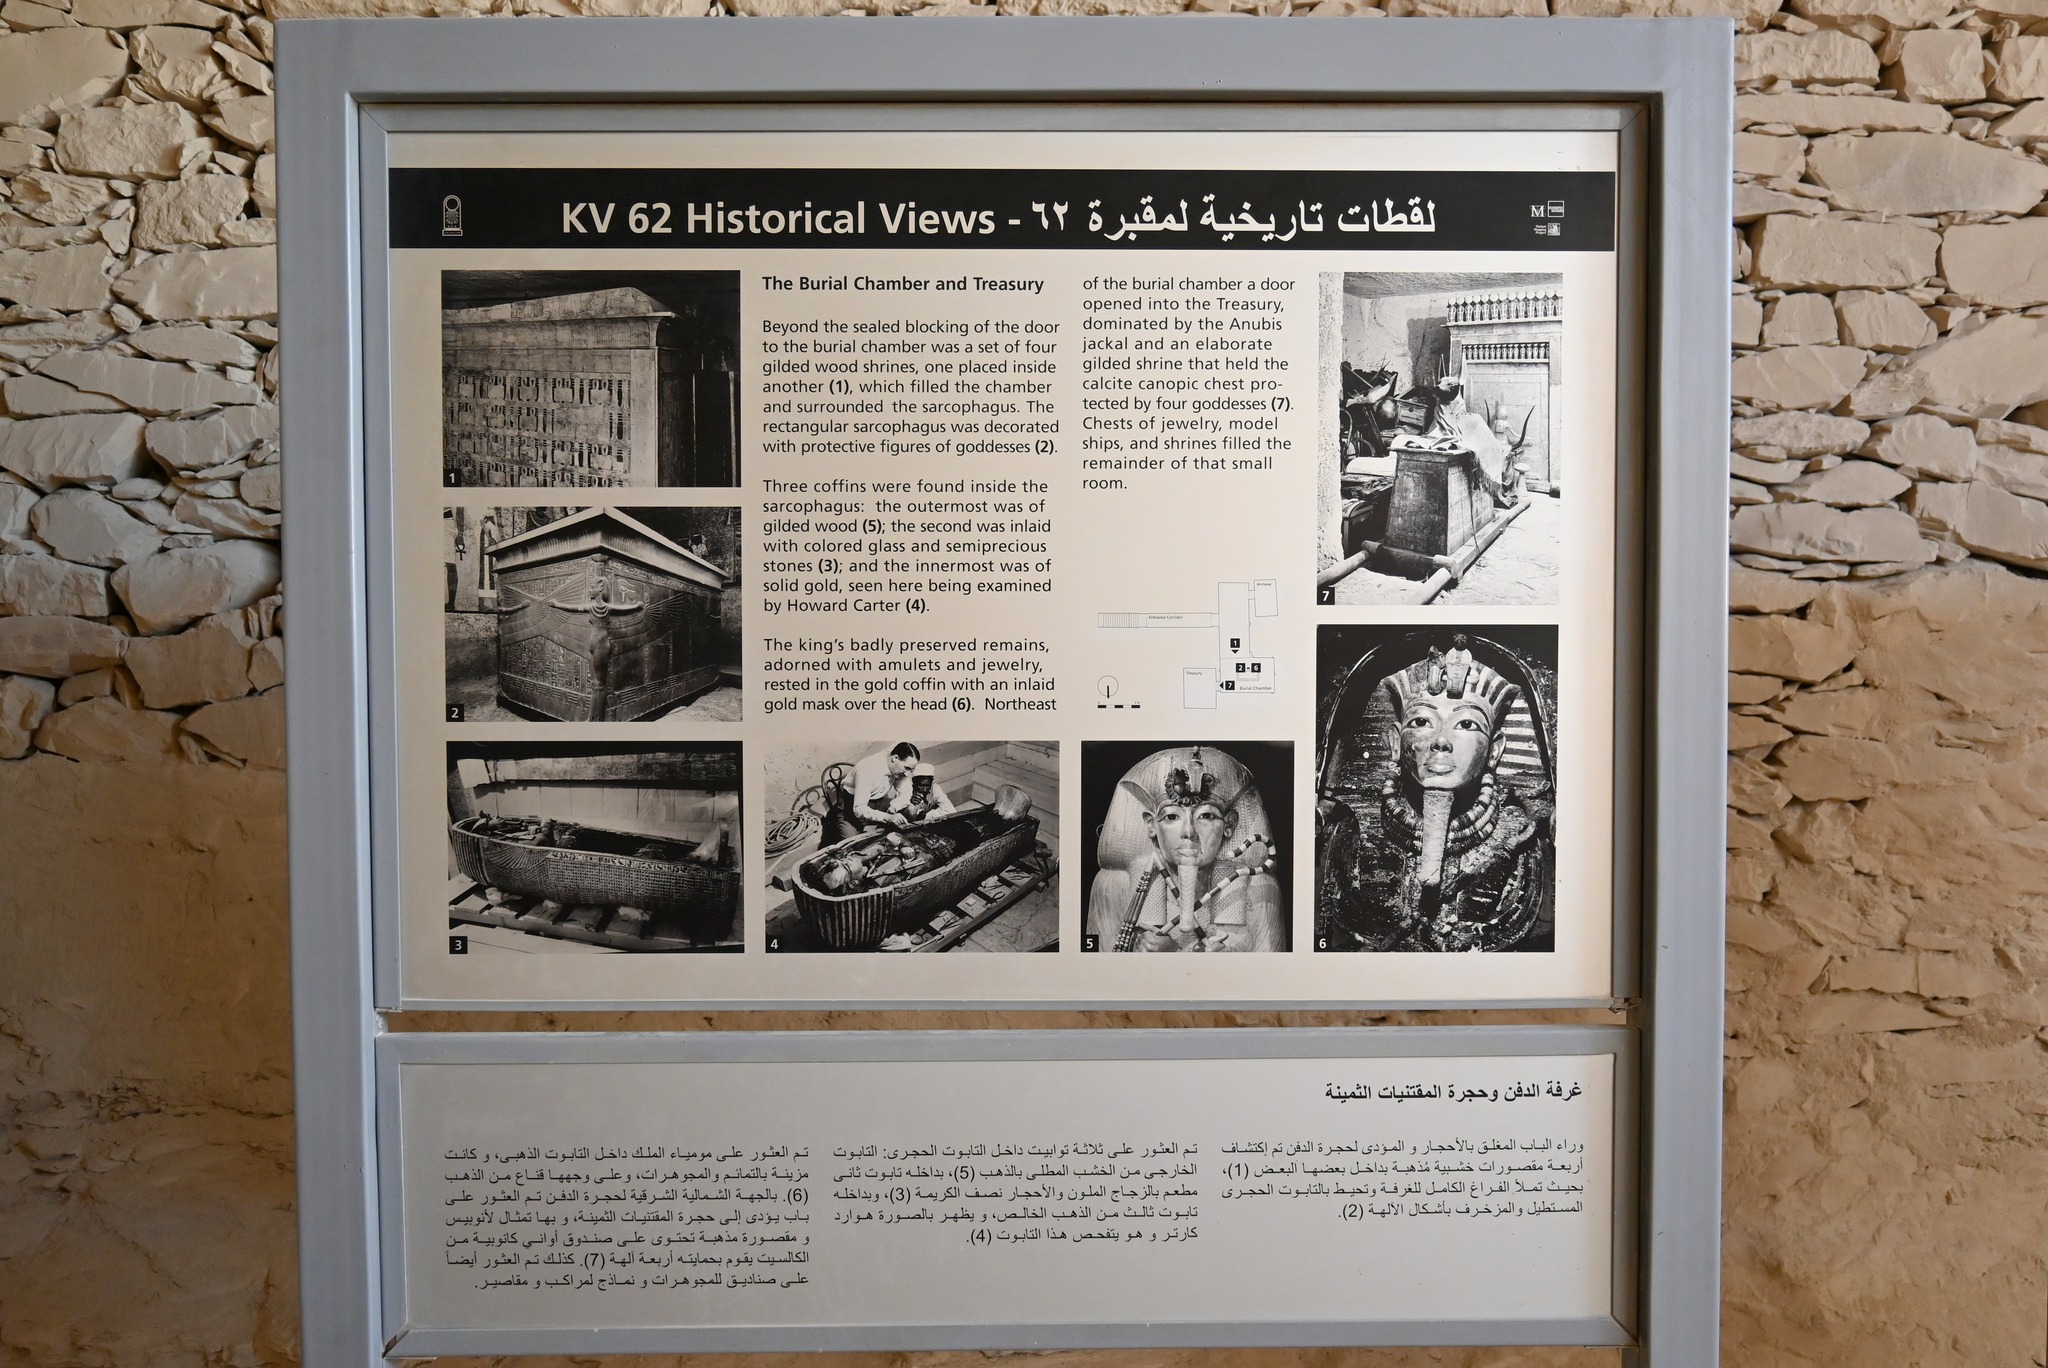 KV 62 Historical Views - لقطات تاريخية لمقبرة ٦٢
The Burial Chamber and Treasury
Beyond the sealed blocking of the door
to the burial chamber was a set of four
gilded wood shrines, one placed inside
another (1), which filled the chamber
and surrounded the sarcophagus. The
rectangular sarcophagus was decorated
with protective figures of goddesses (2).
Three coffins were found inside the
sarcophagus: the outermost was of
gilded wood (5); the second was inlaid
with colored glass and semiprecious
stones (3); and the innermost was of
solid gold, seen here being examined
by Howard Carter (4).
The king's badly preserved remains,
adorned with amulets and jewelry,
rested in the gold coffin with an inlaid
gold mask over the head (6). Northeast
of the burial chamber a door
opened into the Treasury,
dominated by the Anubis
jackal and an elaborate
gilded shrine that held the
calcite canopic chest pro-
tected by four goddesses (7).
Chests of jewelry, model
ships, and shrines filled the
remainder of that small
room.
Annexe
Entrance Corridor
1
2-6
Treasury
7
Burial Chamber
1
2
3
4
5
6
7
غرفة الدفن وحجرة المقتنيات الثمينة
وراء الباب المغلق بالأحجار و المؤدى لحجرة الدفن تم إكتشاف
أربعة مقصورات خشبية مُذهبة بداخل بعضها البعض (1)،
بحيث تملأ الفراغ الكامل للغرفة وتحيط بالتابوت الحجرى
المستطيل والمزخرف بأشكال الآلهة (2).
تم العثور على ثلاثة توابيت داخل التابوت الحجرى: التابوت
الخارجى من الخشب المطلى بالذهب (5)، بداخله تابوت ثانى
مطعم بالزجاج الملون والأحجار نصف الكريمة (3)، وبداخله
تابوت ثالث من الذهب الخالص، و يظهر بالصورة هوارد
كارتر و هو يتفحص هذا التابوت (4).
تم العثور على مومياء الملك داخل التابوت الذهبى، و كانت
مزينة بالتمائم والمجوهرات، وعلى وجهها قناع من الذهب
(6). بالجهة الشمالية الشرقية لحجرة الدفن تم العثور على
باب يؤدى إلى حجرة المقتنيات الثمينة، و بها تمثال لأنوبيس
و مقصورة مذهبة تحتوى على صندوق أوانى كانوبية من
الكالسيت يقوم بحمايته أربعة آلهة (7). كذلك تم العثور أيضاً
على صناديق للمجوهرات و نماذج لمراكب و مقاصير.